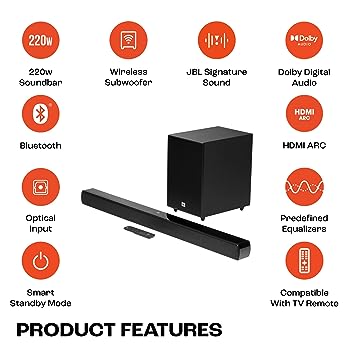 220w
Dolby
AUDIO
220w
Soundbar
Wireless
Subwoofer
JBL Signature
Sound
Dolby Digital
Audio
HDMI
ARC
Bluetooth
HDMI ARC
Optical
Input
Predefined
Equalizers
Smart
Standby Mode
Compatible
With TV Remote
PRODUCT FEATURES